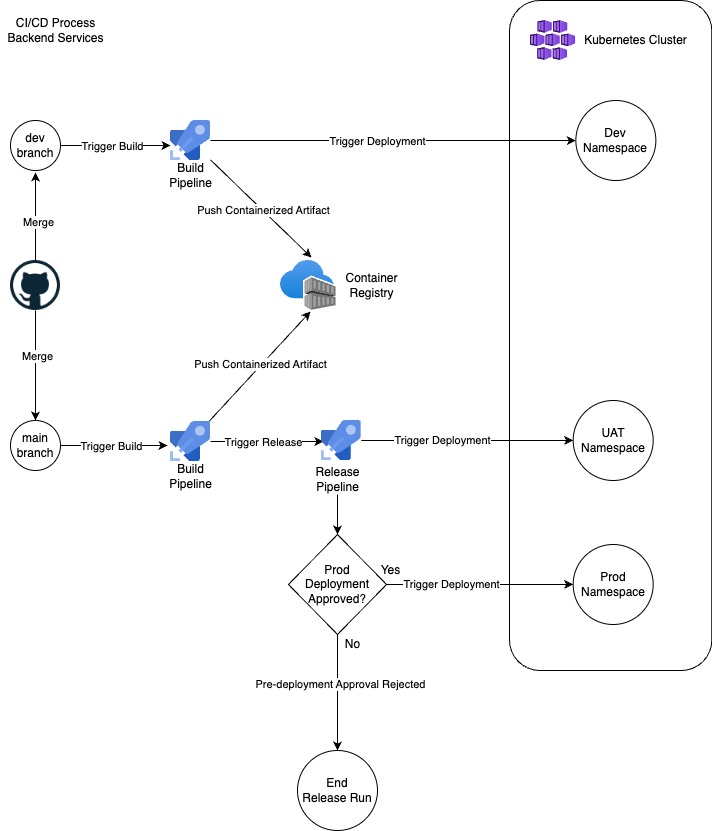 CI/CD Process
Backend Services
Kubernetes Cluster
dev
branch
Trigger Build
Build
Pipeline
Trigger Deployment
Dev
Namespace
Push Containerized Artifact
Merge
Container
Registry
Merge
Push Containerized Artifact
main
branch
Trigger Build
Build
Pipeline
Trigger Release
Release
Pipeline
Trigger Deployment
UAT
Namespace
Prod
Deployment
Approved?
Yes
Trigger Deployment
Prod
Namespace
No
Pre-deployment Approval Rejected
End
Release Run